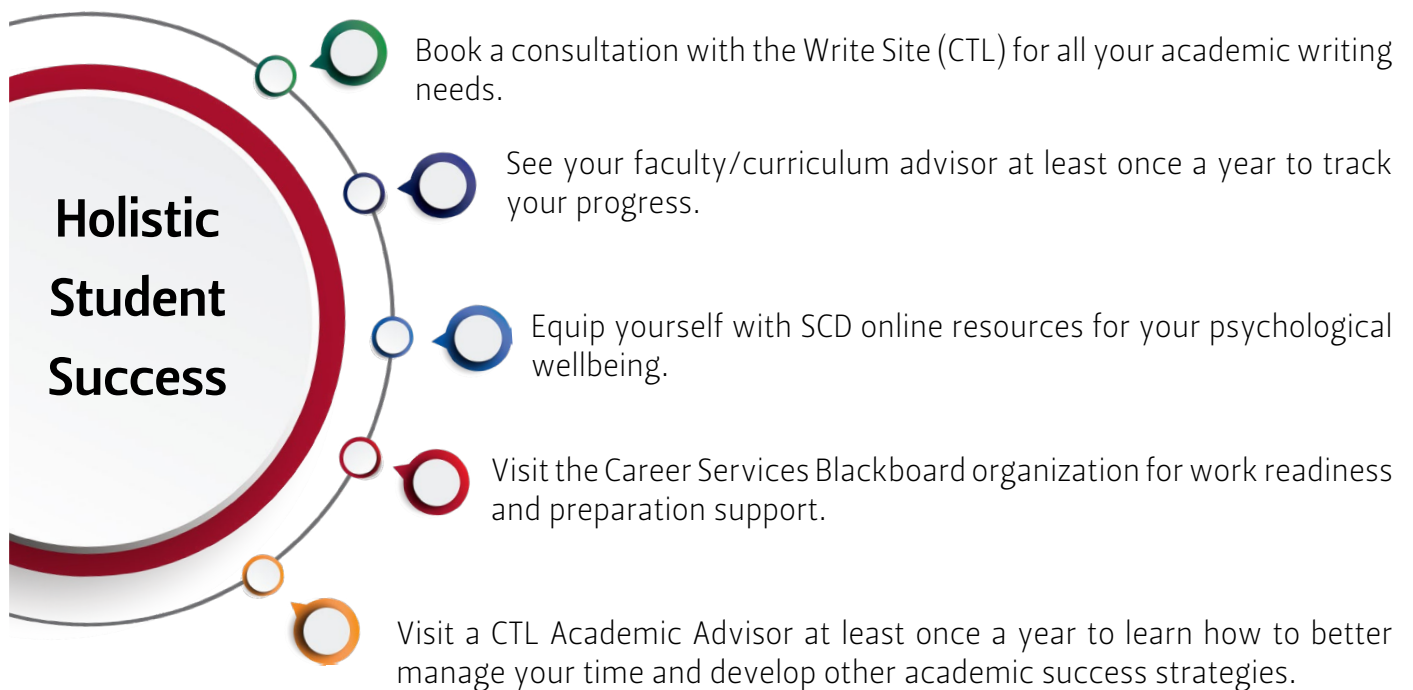 Holistic
Student
Success
Book a consultation with the Write Site (CTL) for all your academic writing
needs.
See your faculty/curriculum advisor at least once a year to track
your progress.
Equip yourself with SCD online resources for your psychological
wellbeing.
Visit the Career Services Blackboard organization for work readiness
and preparation support.
Visit a CTL Academic Advisor at least once a year to learn how to better
manage your time and develop other academic success strategies.